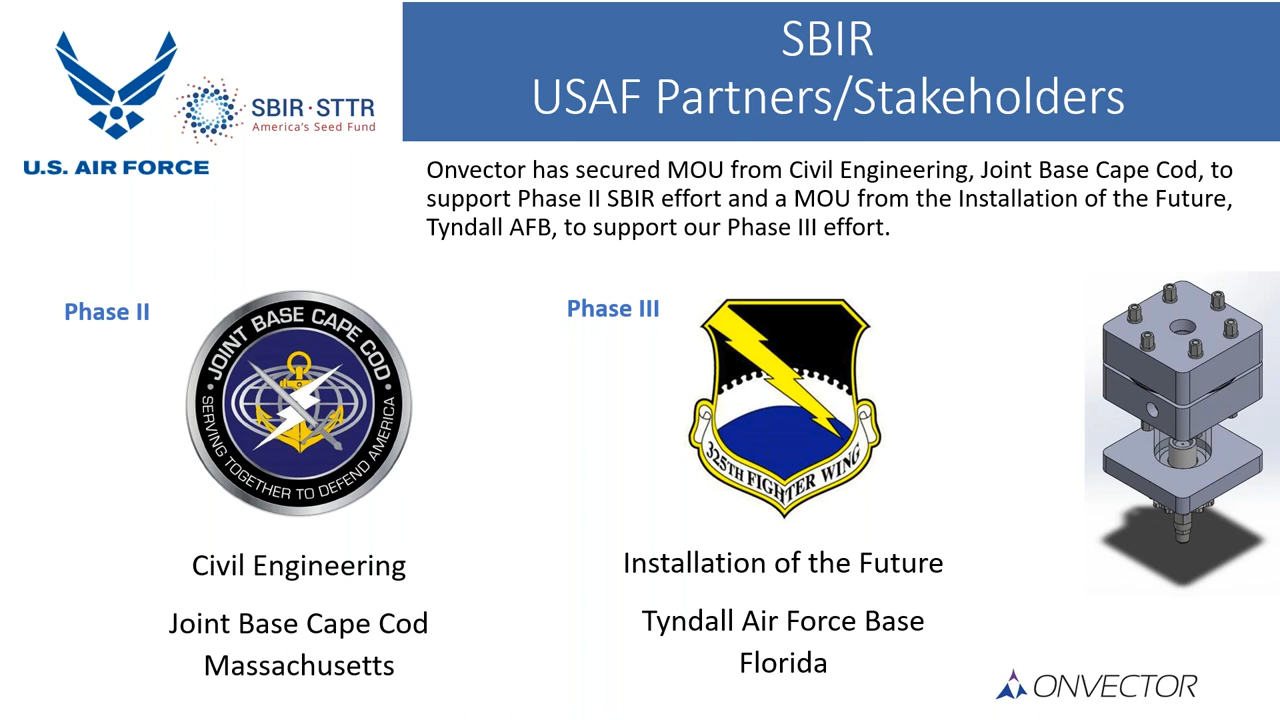 SBIR
USAF Partners/Stakeholders
SBIR·STTR
America's Seed Fund
U.S. AIR FORCE
Onvector has secured MOU from Civil Engineering, Joint Base Cape Cod, to
support Phase II SBIR effort and a MOU from the Installation of the Future,
Tyndall AFB, to support our Phase III effort.
Phase II
JOINT BASE CAPE COD
SERVING TOGETHER TO DEFEND AMERICA
Civil Engineering
Joint Base Cape Cod
Massachusetts
Phase III
325TH FIGHTER WING
Installation of the Future
Tyndall Air Force Base
Florida
ONVECTOR